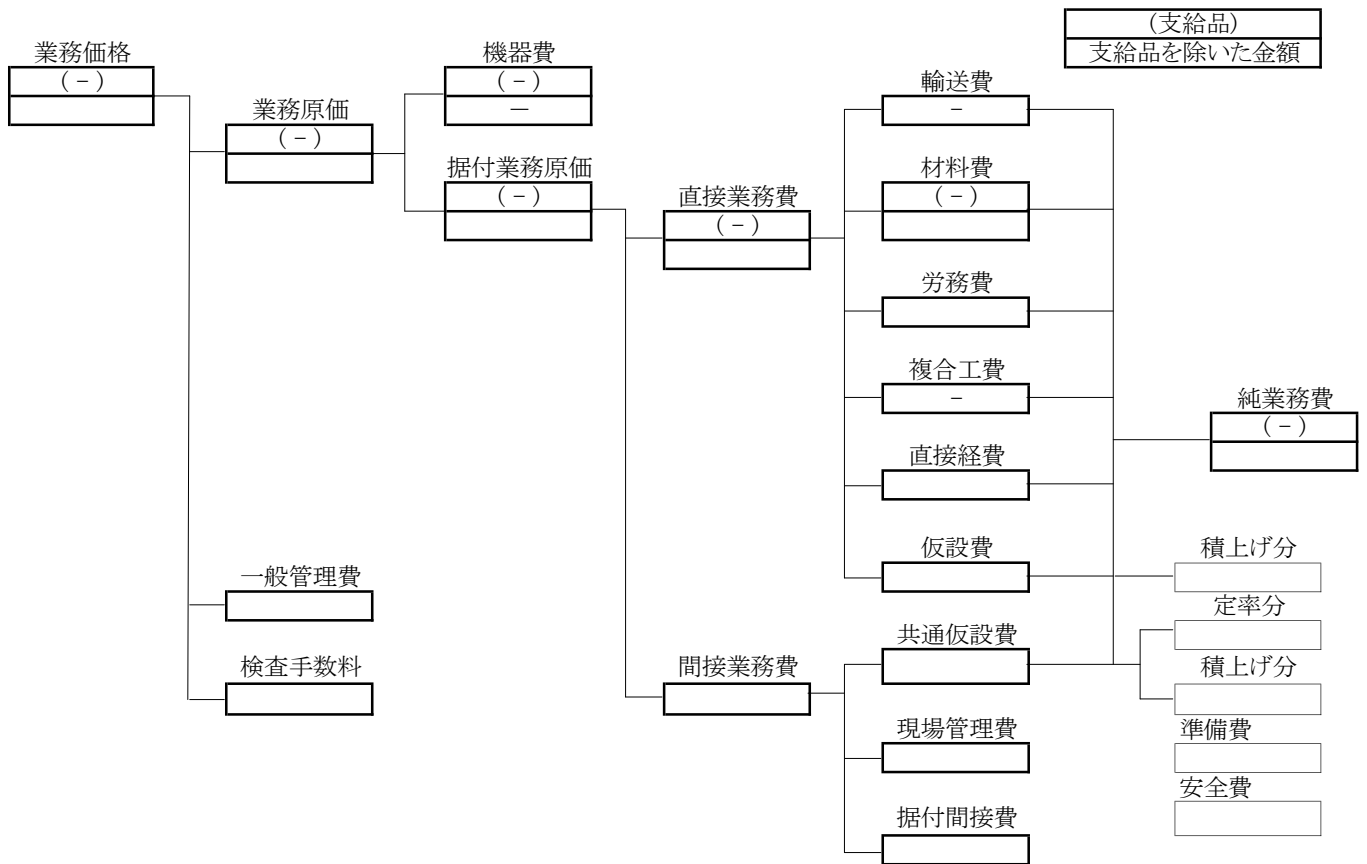 (支給品)
支給品を除いた金額
業務価格
(-)
業務原価
(-)
機器費
(-)
-
据付業務原価
(-)
直接業務費
(-)
輸送費
-
材料費
(-)
労務費
複合工費
-
直接経費
仮設費
純業務費
(-)
積上げ分
定率分
一般管理費
共通仮設費
検査手数料
間接業務費
積上げ分
現場管理費
準備費
据付間接費
安全費